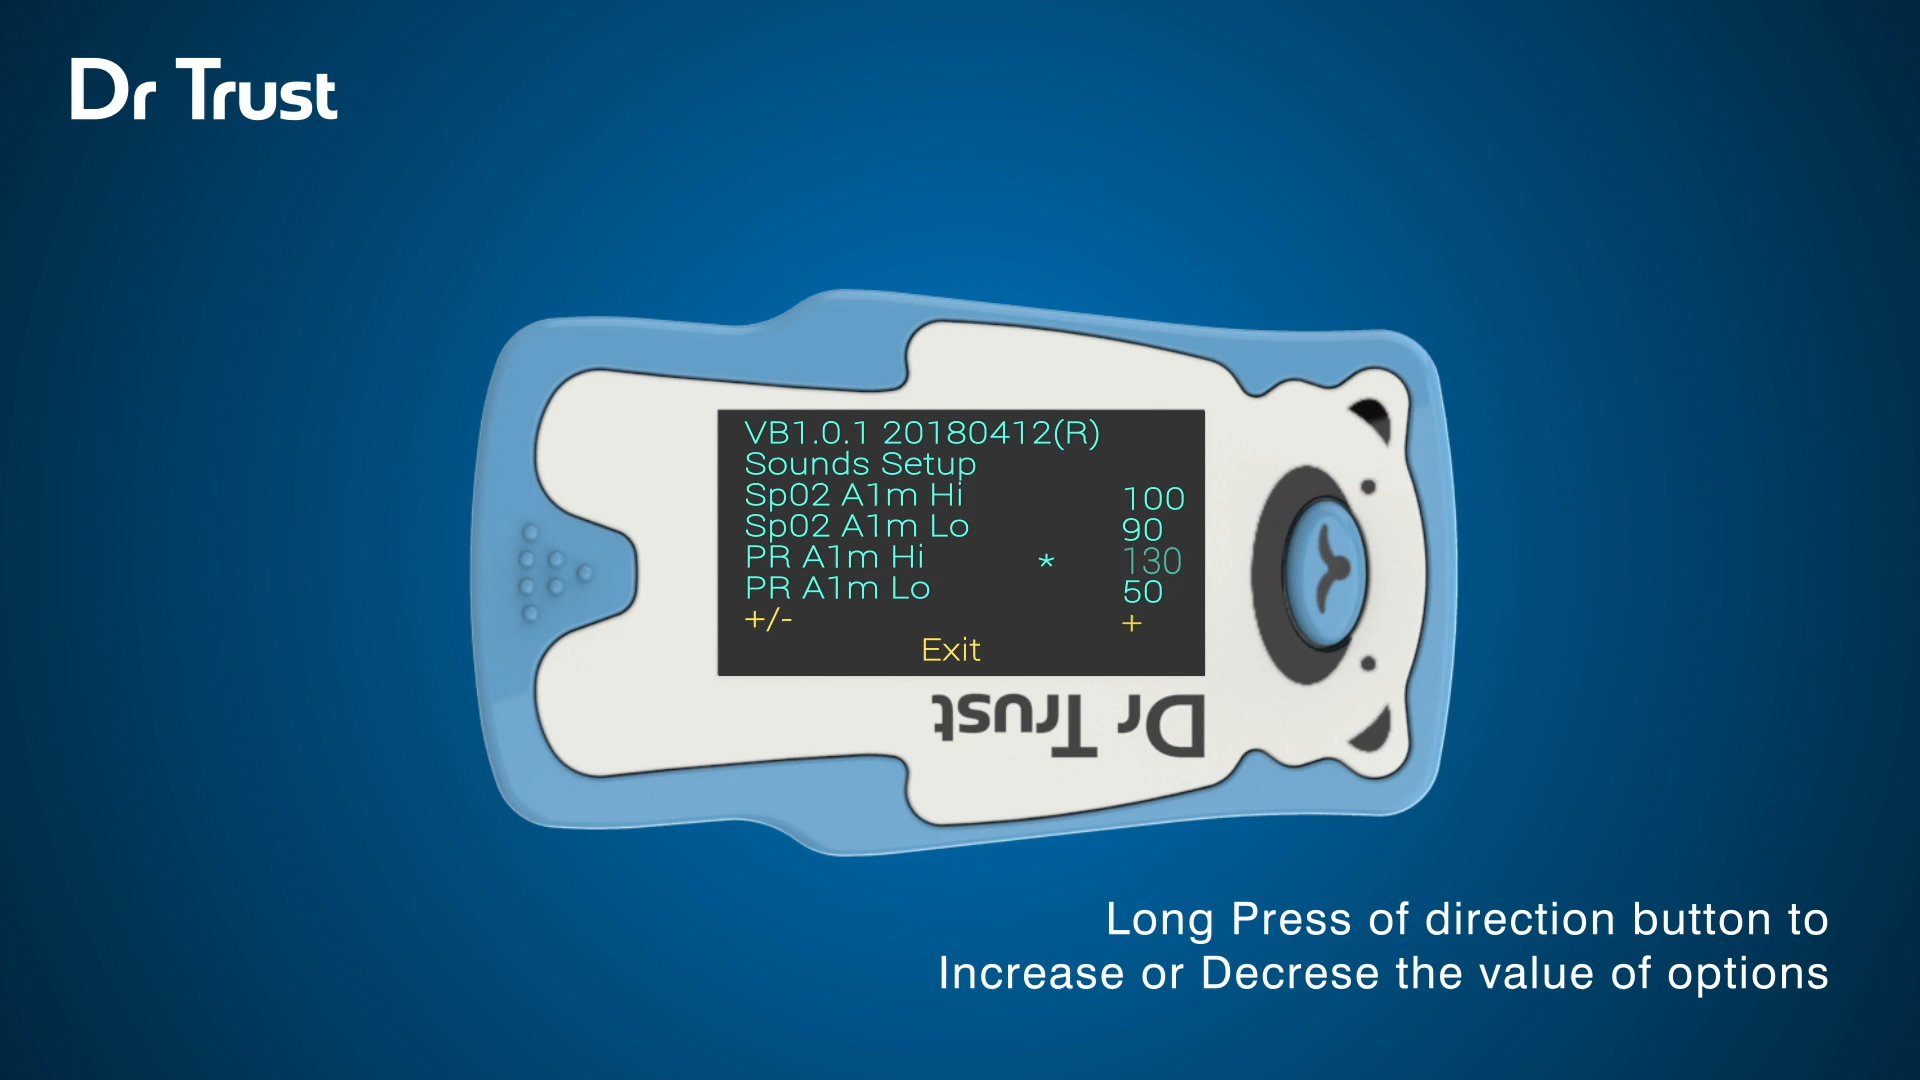 Dr Trust
VB1.0.1 20180412(R)
Sounds Setup
Sp02 A1m Hi 100
Sp02 A1m Lo 90
PR A1m Hi * 130
PR A1m Lo 50
+/- +
Exit
Dr Trust
Long Press of direction button to
Increase or Decrese the value of options